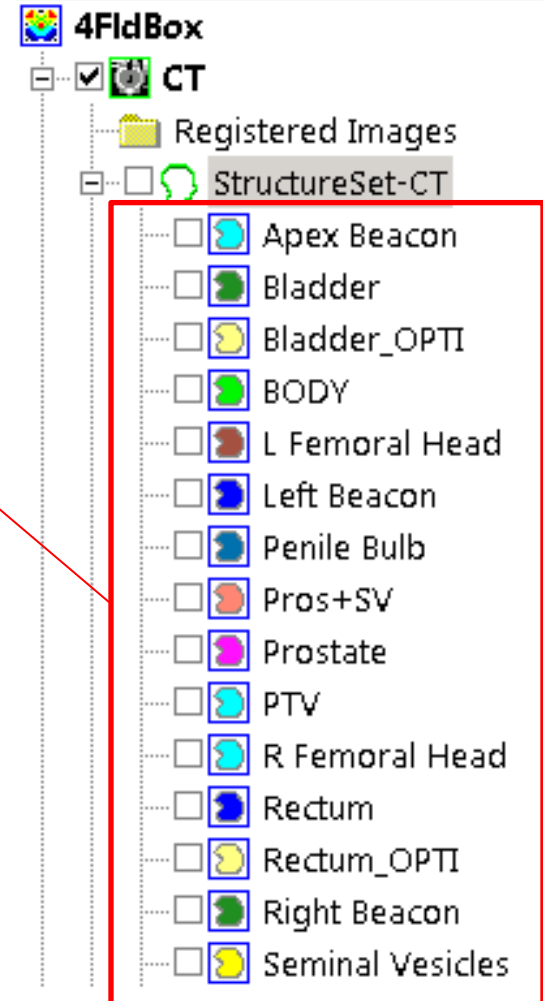 4FldBox
CT
Registered Images
StructureSet-CT
Apex Beacon
Bladder
Bladder_OPTI
BODY
L Femoral Head
Left Beacon
Penile Bulb
Pros+SV
Prostate
PTV
R Femoral Head
Rectum
Rectum_OPTI
Right Beacon
Seminal Vesicles